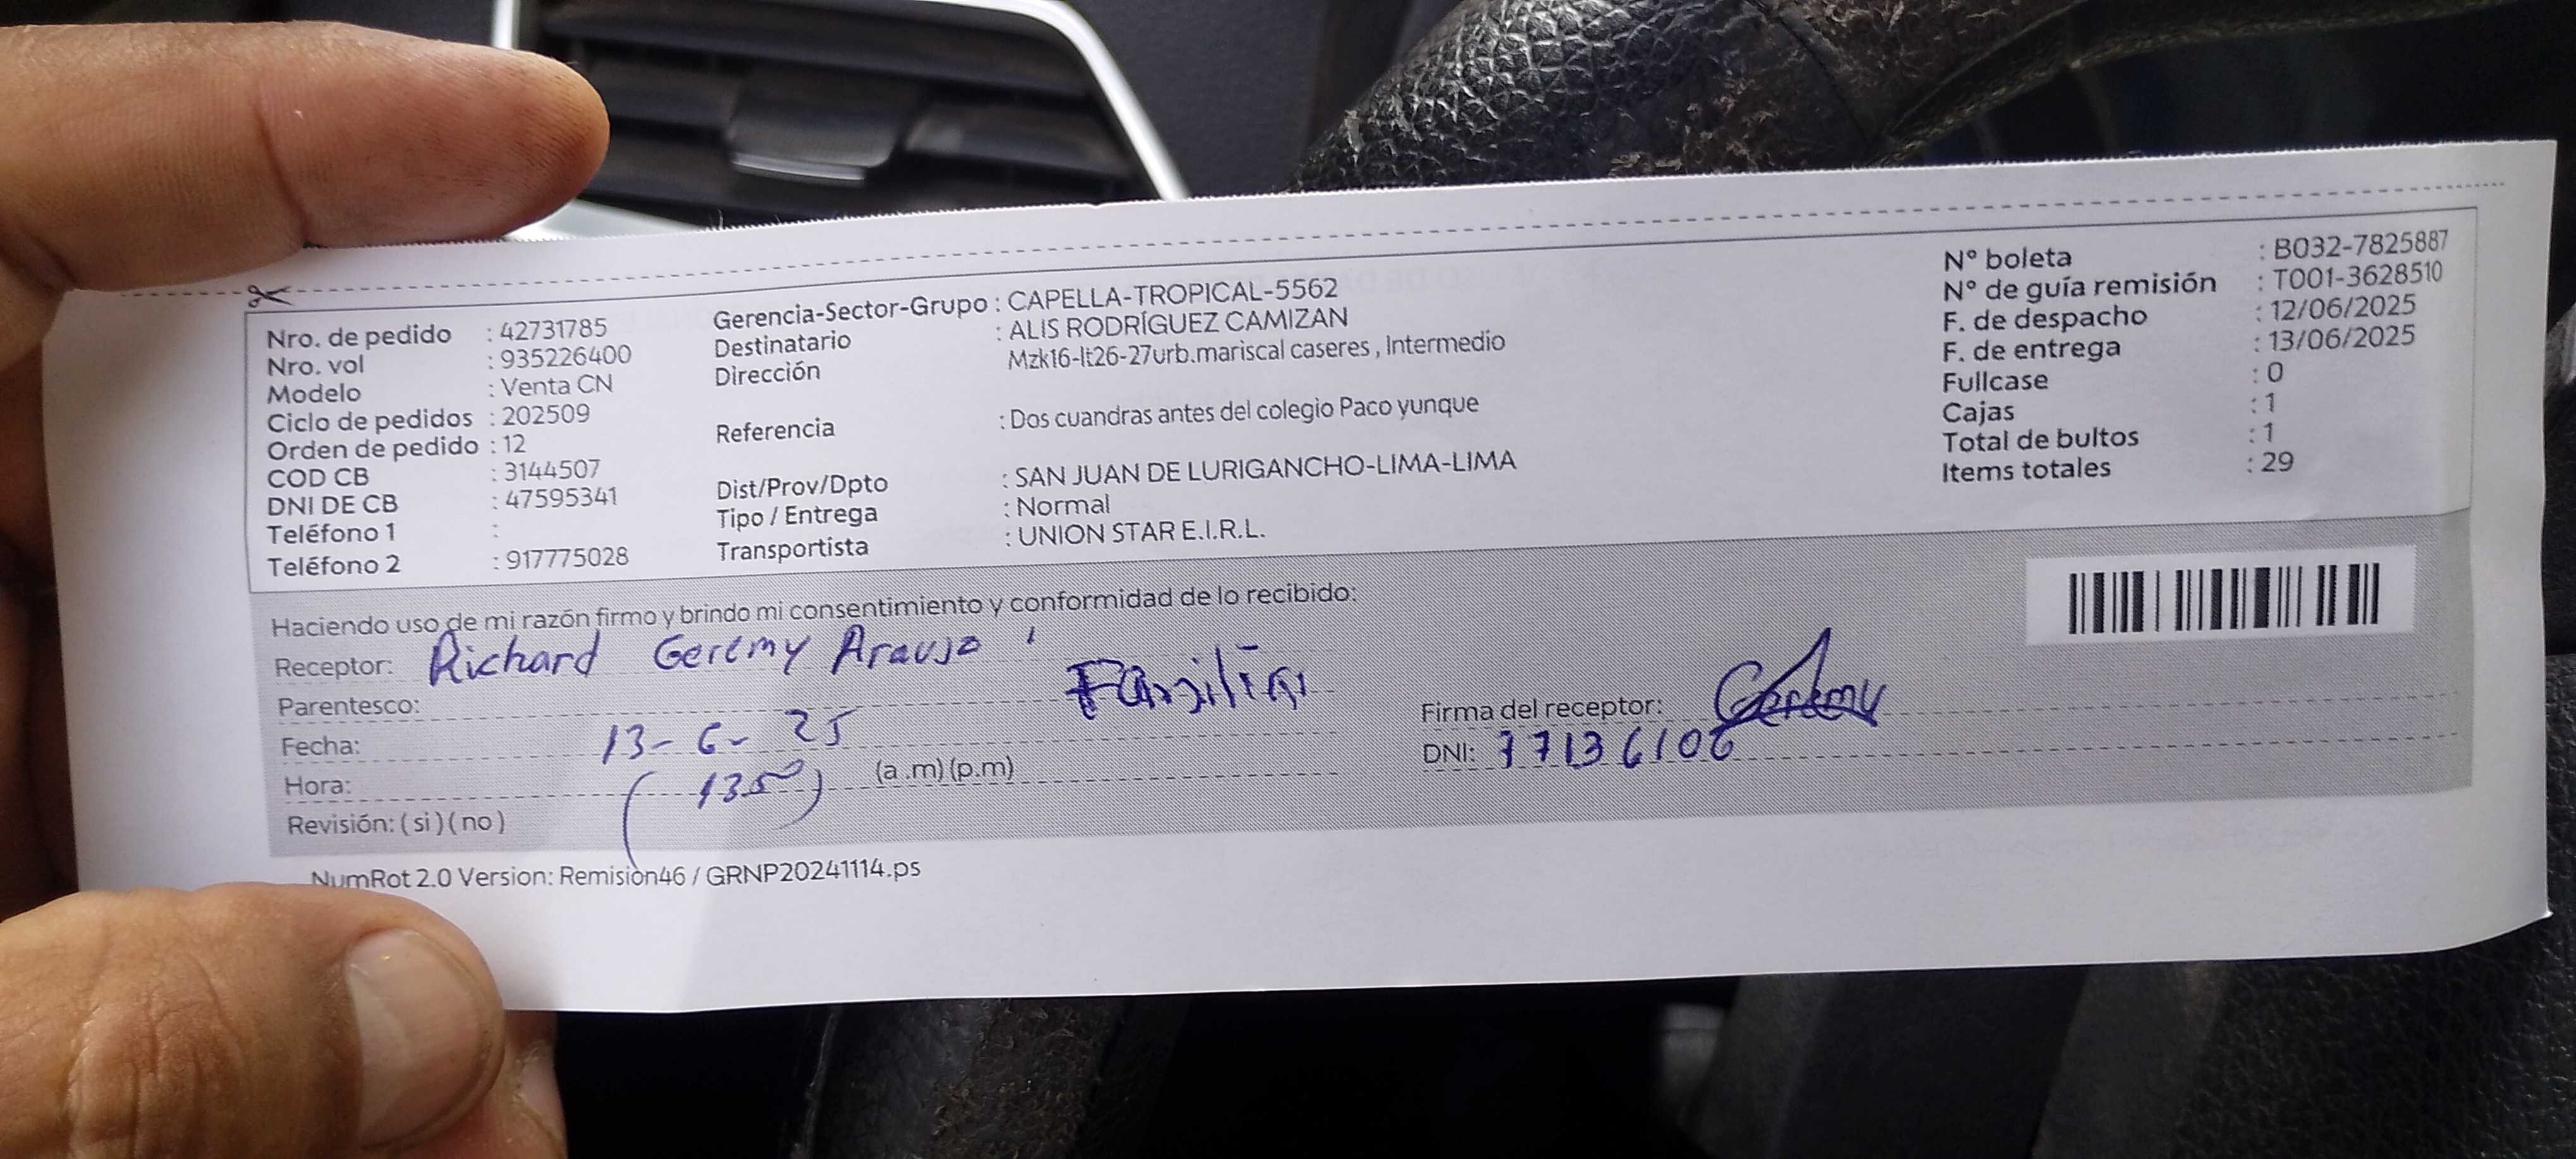 Nro. de pedido : 42731785
Nro. vol : 935226400
Modelo : Venta CN
Ciclo de pedidos : 202509
Orden de pedido : 12
COD CB : 3144507
DNI DE CB : 47595341
Teléfono 1 :
Teléfono 2 : 917775028
Gerencia-Sector-Grupo : CAPELLA-TROPICAL-5562
Destinatario : ALIS RODRÍGUEZ CAMIZAN
Dirección Mzk16-lt26-27urb.mariscal caseres , Intermedio
Referencia : Dos cuandras antes del colegio Paco yunque
Dist/Prov/Dpto : SAN JUAN DE LURIGANCHO-LIMA-LIMA
Tipo / Entrega : Normal
Transportista : UNION STAR E.I.R.L.
N° boleta : B032-7825887
N° de guía remisión : T001-3628510
F. de despacho : 12/06/2025
F. de entrega : 13/06/2025
Fullcase : 0
Cajas : 1
Total de bultos : 1
Items totales : 29
Haciendo uso de mi razón firmo y brindo mi consentimiento y conformidad de lo recibido:
Receptor: Richard Geremy Araujo
Parentesco: Familia
Fecha: 13-6-25
Hora: (1350) (a .m) (p.m)
Revisión: ( si ) ( no )
Firma del receptor: Geremy
DNI: 77136106
NumRot 2.0 Version: Remision46 / GRNP20241114.ps